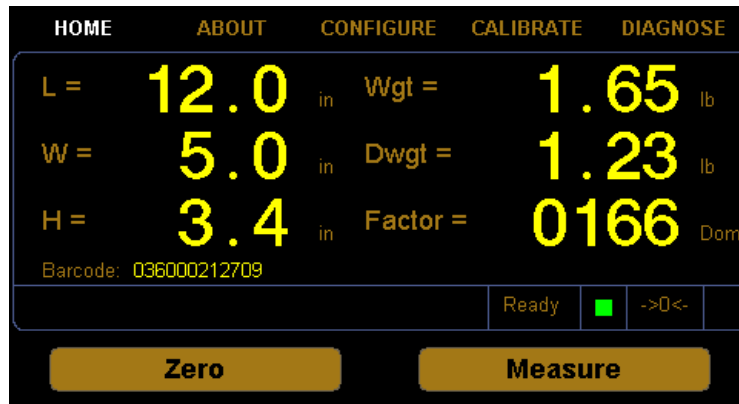 HOME ABOUT CONFIGURE CALIBRATE DIAGNOSE
L = 12.0 in Wgt = 1.65 lb
W = 5.0 in Dwgt = 1.23 lb
H = 3.4 in Factor = 0166 Dom
Barcode: 036000212709
Ready ->0<-
Zero Measure